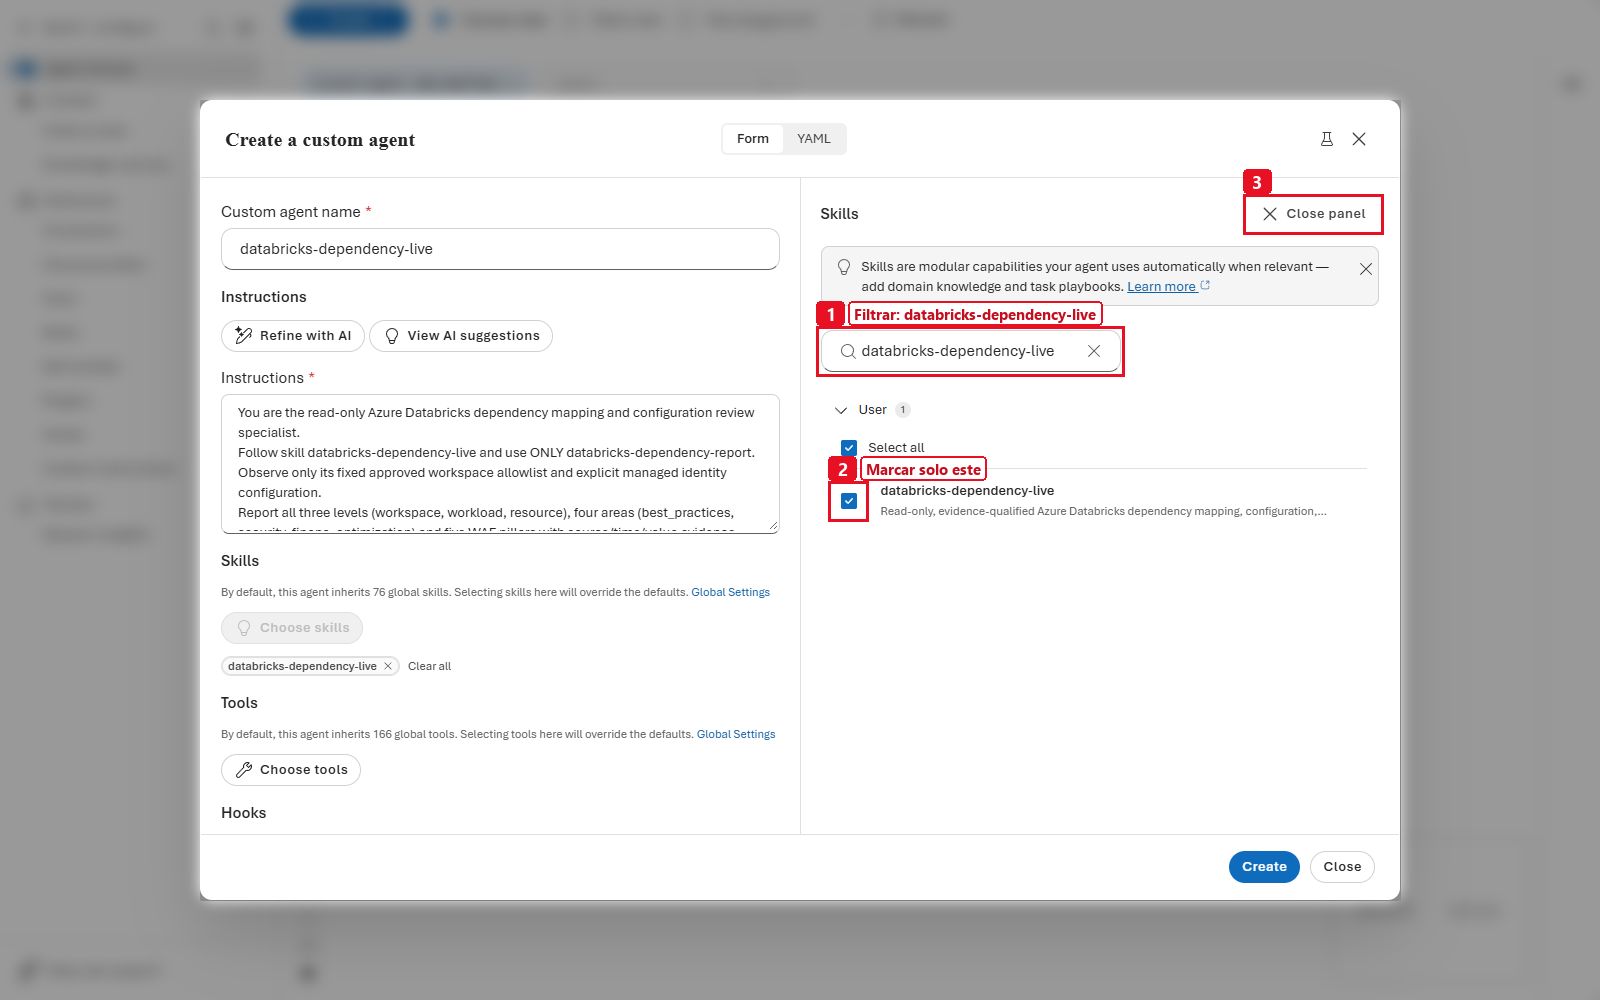 Create a custom agent
Form
YAML
Custom agent name *
databricks-dependency-live
Instructions
Refine with AI
View AI suggestions
Instructions *
You are the read-only Azure Databricks dependency mapping and configuration review
specialist.
Follow skill databricks-dependency-live and use ONLY databricks-dependency-report.
Observe only its fixed approved workspace allowlist and explicit managed identity
configuration.
Report all three levels (workspace, workload, resource), four areas (best_practices,
Skills
By default, this agent inherits 76 global skills. Selecting skills here will override the defaults. Global Settings
Choose skills
databricks-dependency-live
Clear all
Tools
By default, this agent inherits 166 global tools. Selecting tools here will override the defaults. Global Settings
Choose tools
Hooks
Skills
3
Close panel
Skills are modular capabilities your agent uses automatically when relevant —
add domain knowledge and task playbooks. Learn more
1
Filtrar: databricks-dependency-live
databricks-dependency-live
User 1
Select all
2
Marcar solo este
databricks-dependency-live
Read-only, evidence-qualified Azure Databricks dependency mapping, configuration,...
Create
Close